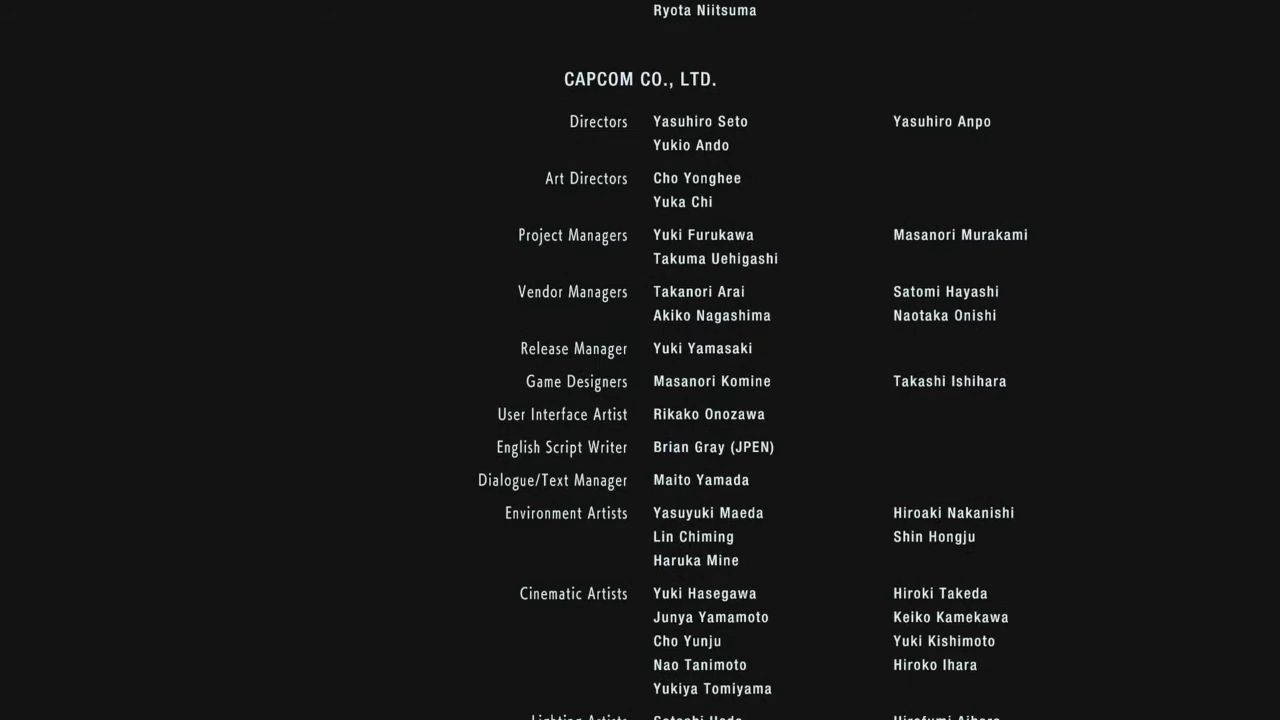 Ryota Niitsuma
CAPCOM CO., LTD.
Directors Yasuhiro Seto Yasuhiro Anpo
Yukio Ando
Art Directors Cho Yonghee
Yuka Chi
Project Managers Yuki Furukawa Masanori Murakami
Takuma Uehigashi
Vendor Managers Takanori Arai Satomi Hayashi
Akiko Nagashima Naotaka Onishi
Release Manager Yuki Yamasaki
Game Designers Masanori Komine Takashi Ishihara
User Interface Artist Rikako Onozawa
English Script Writer Brian Gray (JPEN)
Dialogue/Text Manager Maito Yamada
Environment Artists Yasuyuki Maeda Hiroaki Nakanishi
Lin Chiming Shin Hongju
Haruka Mine
Cinematic Artists Yuki Hasegawa Hiroki Takeda
Junya Yamamoto Keiko Kamekawa
Cho Yunju Yuki Kishimoto
Nao Tanimoto Hiroko Ihara
Yukiya Tomiyama